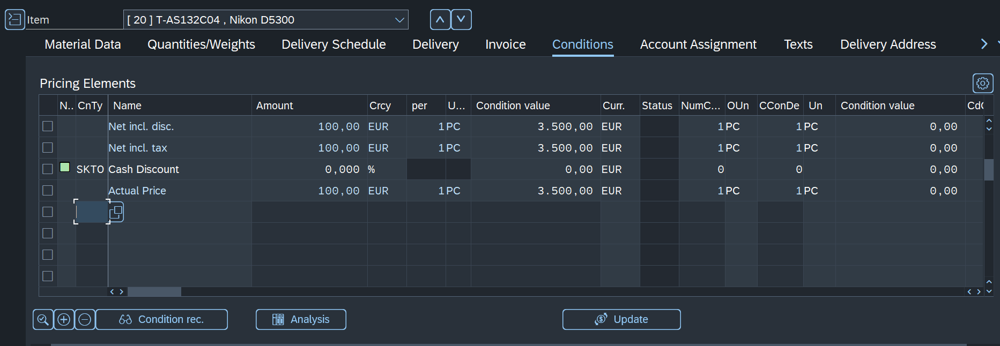 Item [ 20 ] T-AS132C04 , Nikon D5300
Material Data Quantities/Weights Delivery Schedule Delivery Invoice Conditions Account Assignment Texts Delivery Address
Pricing Elements
N.. CnTy Name Amount Crcy per U... Condition value Curr. Status NumC... OUn CConDe Un Condition value
Net incl. disc. 100,00 EUR 1 PC 3.500,00 EUR 1 PC 1 PC 0,00
Net incl. tax 100,00 EUR 1 PC 3.500,00 EUR 1 PC 1 PC 0,00
SKTO Cash Discount 0,000 % 0,00 EUR 0 0 0,00
Actual Price 100,00 EUR 1 PC 3.500,00 EUR 1 PC 1 PC 0,00
Condition rec. Analysis Update